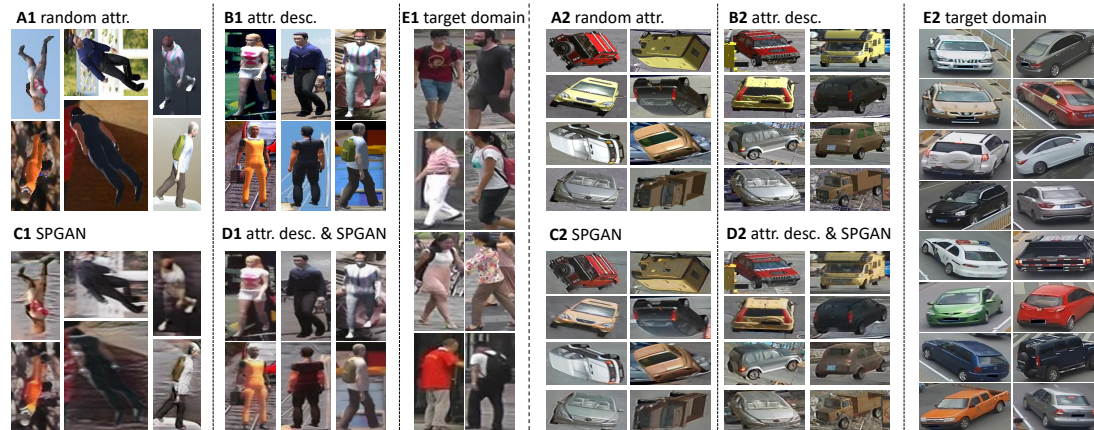 A1 random attr.
B1 attr. desc.
E1 target domain
A2 random attr.
B2 attr. desc.
E2 target domain
C1 SPGAN
D1 attr. desc. & SPGAN
C2 SPGAN
D2 attr. desc. & SPGAN